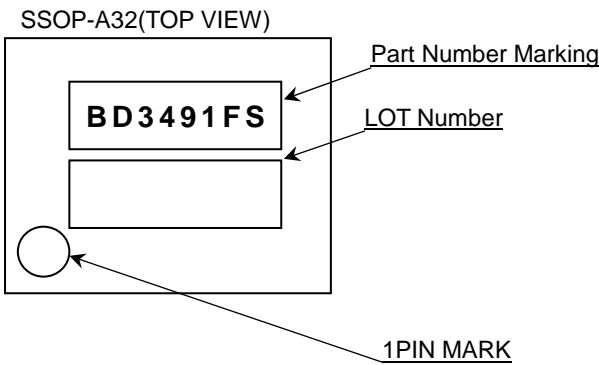 SSOP-A32(TOP VIEW)
Part Number Marking
BD3491FS
LOT Number
1PIN MARK